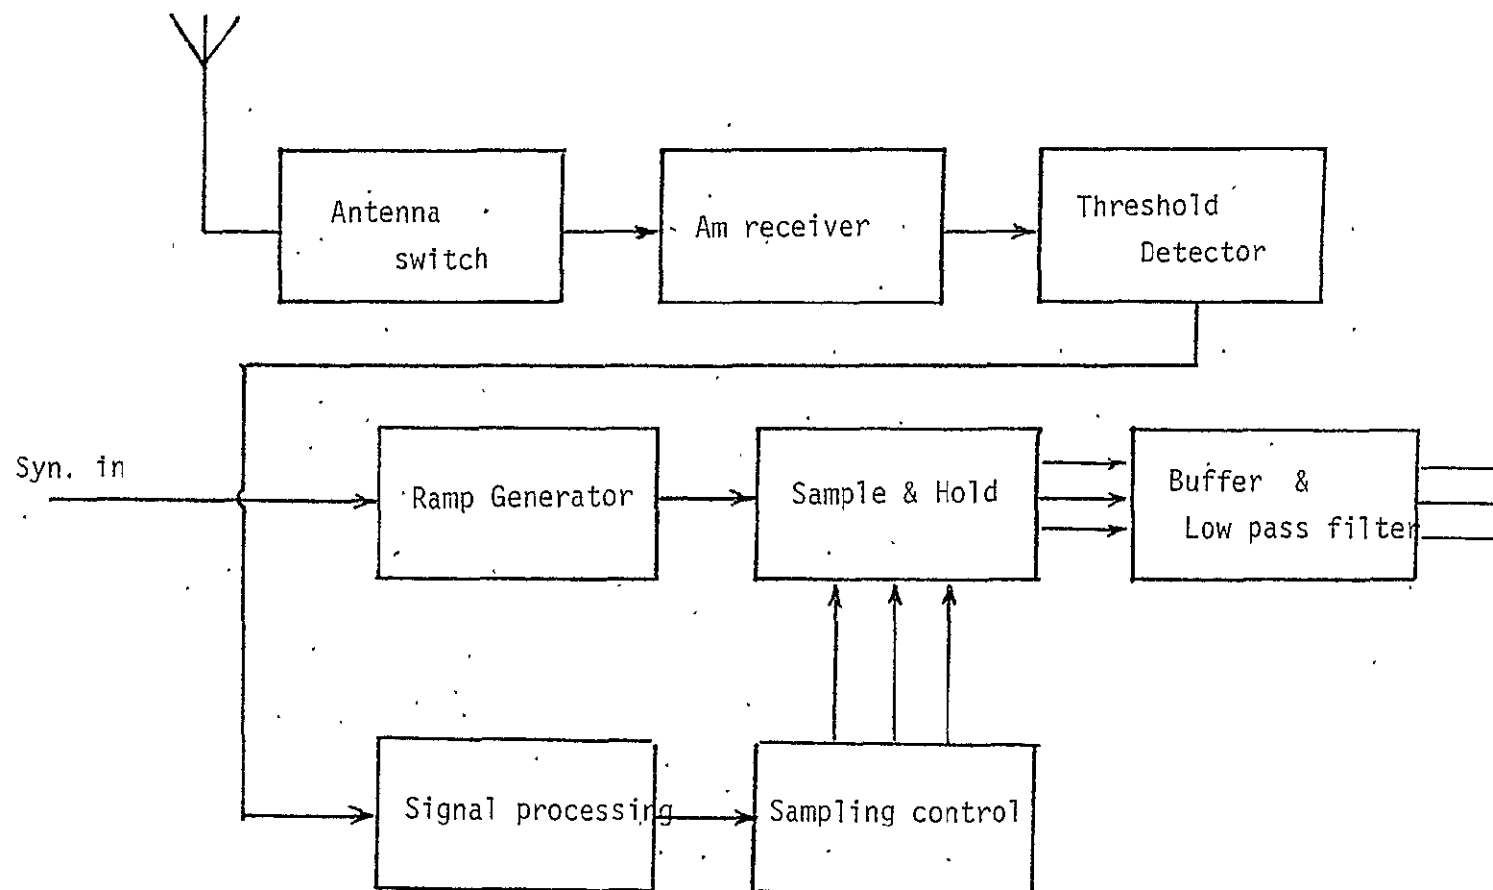 Antenna
switch
Am receiver
Threshold
Detector
Syn. in
Ramp Generator
Sample & Hold
Buffer &
Low pass filter
Signal processing
Sampling control